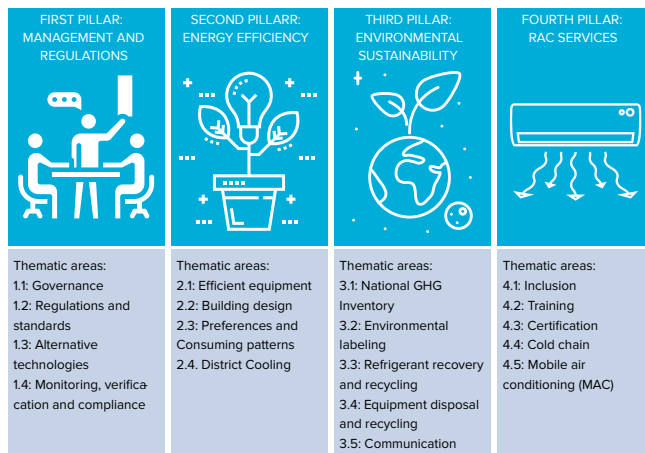 FIRST PILLAR:
MANAGEMENT AND
REGULATIONS
Thematic areas:
1.1: Governance
1.2: Regulations and
standards
1.3: Alternative
technologies
1.4: Monitoring, verifica-
cation and compliance
SECOND PILLARR:
ENERGY EFFICIENCY
Thematic areas:
2.1: Efficient equipment
2.2: Building design
2.3: Preferences and
Consuming patterns
2.4. District Cooling
THIRD PILLAR:
ENVIRONMENTAL
SUSTAINABILITY
Thematic areas:
3.1: National GHG
Inventory
3.2: Environmental
labeling
3.3: Refrigerant recovery
and recycling
3.4: Equipment disposal
and recycling
3.5: Communication
FOURTH PILLAR:
RAC SERVICES
Thematic areas:
4.1: Inclusion
4.2: Training
4.3: Certification
4.4: Cold chain
4.5: Mobile air
conditioning (MAC)